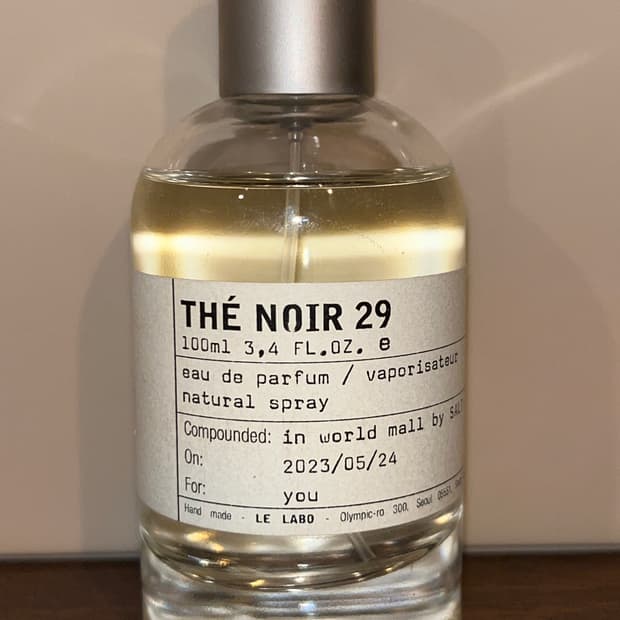 THÉ NOIR 29
100ml 3,4 FL.OZ. e
eau de parfum / vaporisateur
natural spray
Compounded: in world mall by
On: 2023/05/24
For: you
Hand made - LE LABO - Olympic-ro 300, Seoul